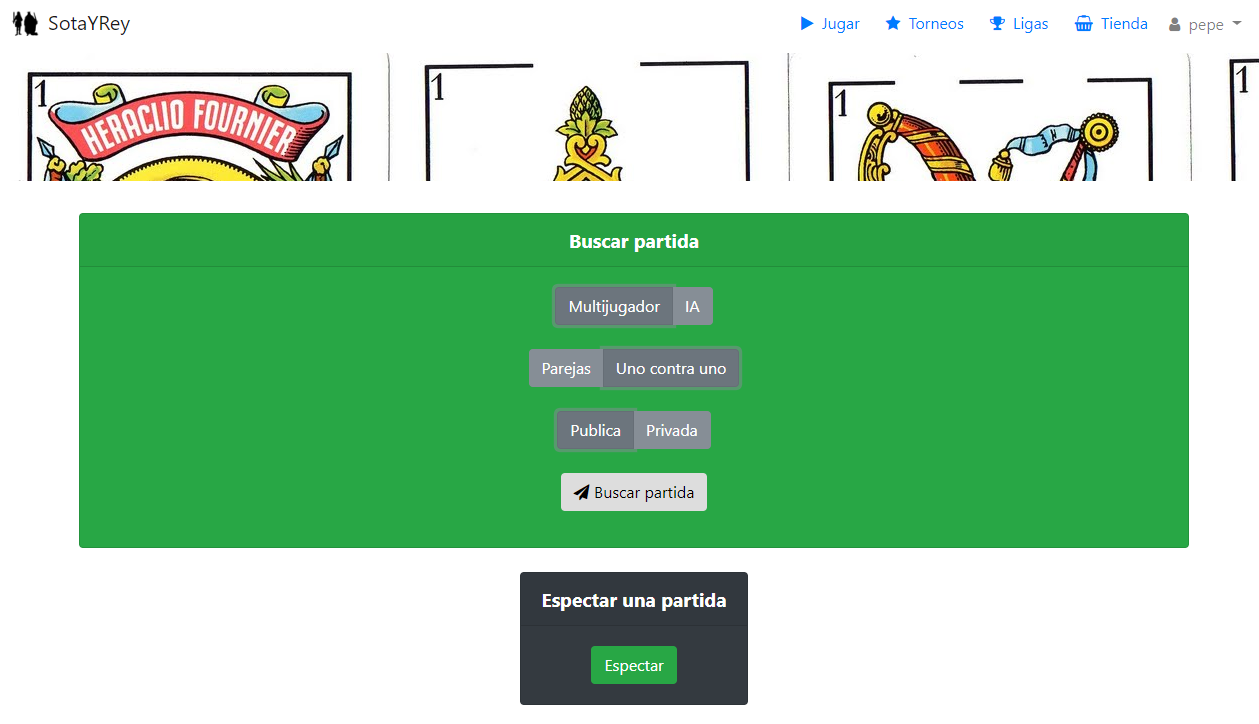 SotaYRey
Jugar Torneos Ligas Tienda pepe
1 1 1 1
HERACLIO FOURNIER
Buscar partida
Multijugador IA
Parejas Uno contra uno
Publica Privada
Buscar partida
Espectar una partida
Espectar